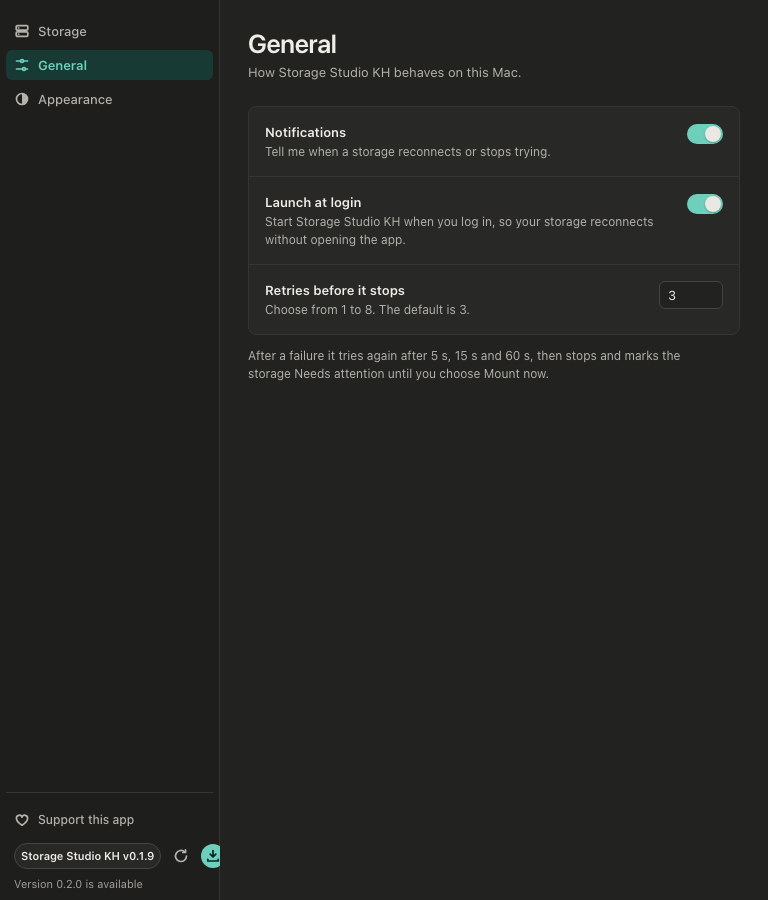 Storage
General
Appearance
General
How Storage Studio KH behaves on this Mac.
Notifications
Tell me when a storage reconnects or stops trying.
Launch at login
Start Storage Studio KH when you log in, so your storage reconnects
without opening the app.
Retries before it stops
Choose from 1 to 8. The default is 3.
3
After a failure it tries again after 5 s, 15 s and 60 s, then stops and marks the
storage Needs attention until you choose Mount now.
Support this app
Storage Studio KH v0.1.9
Version 0.2.0 is available